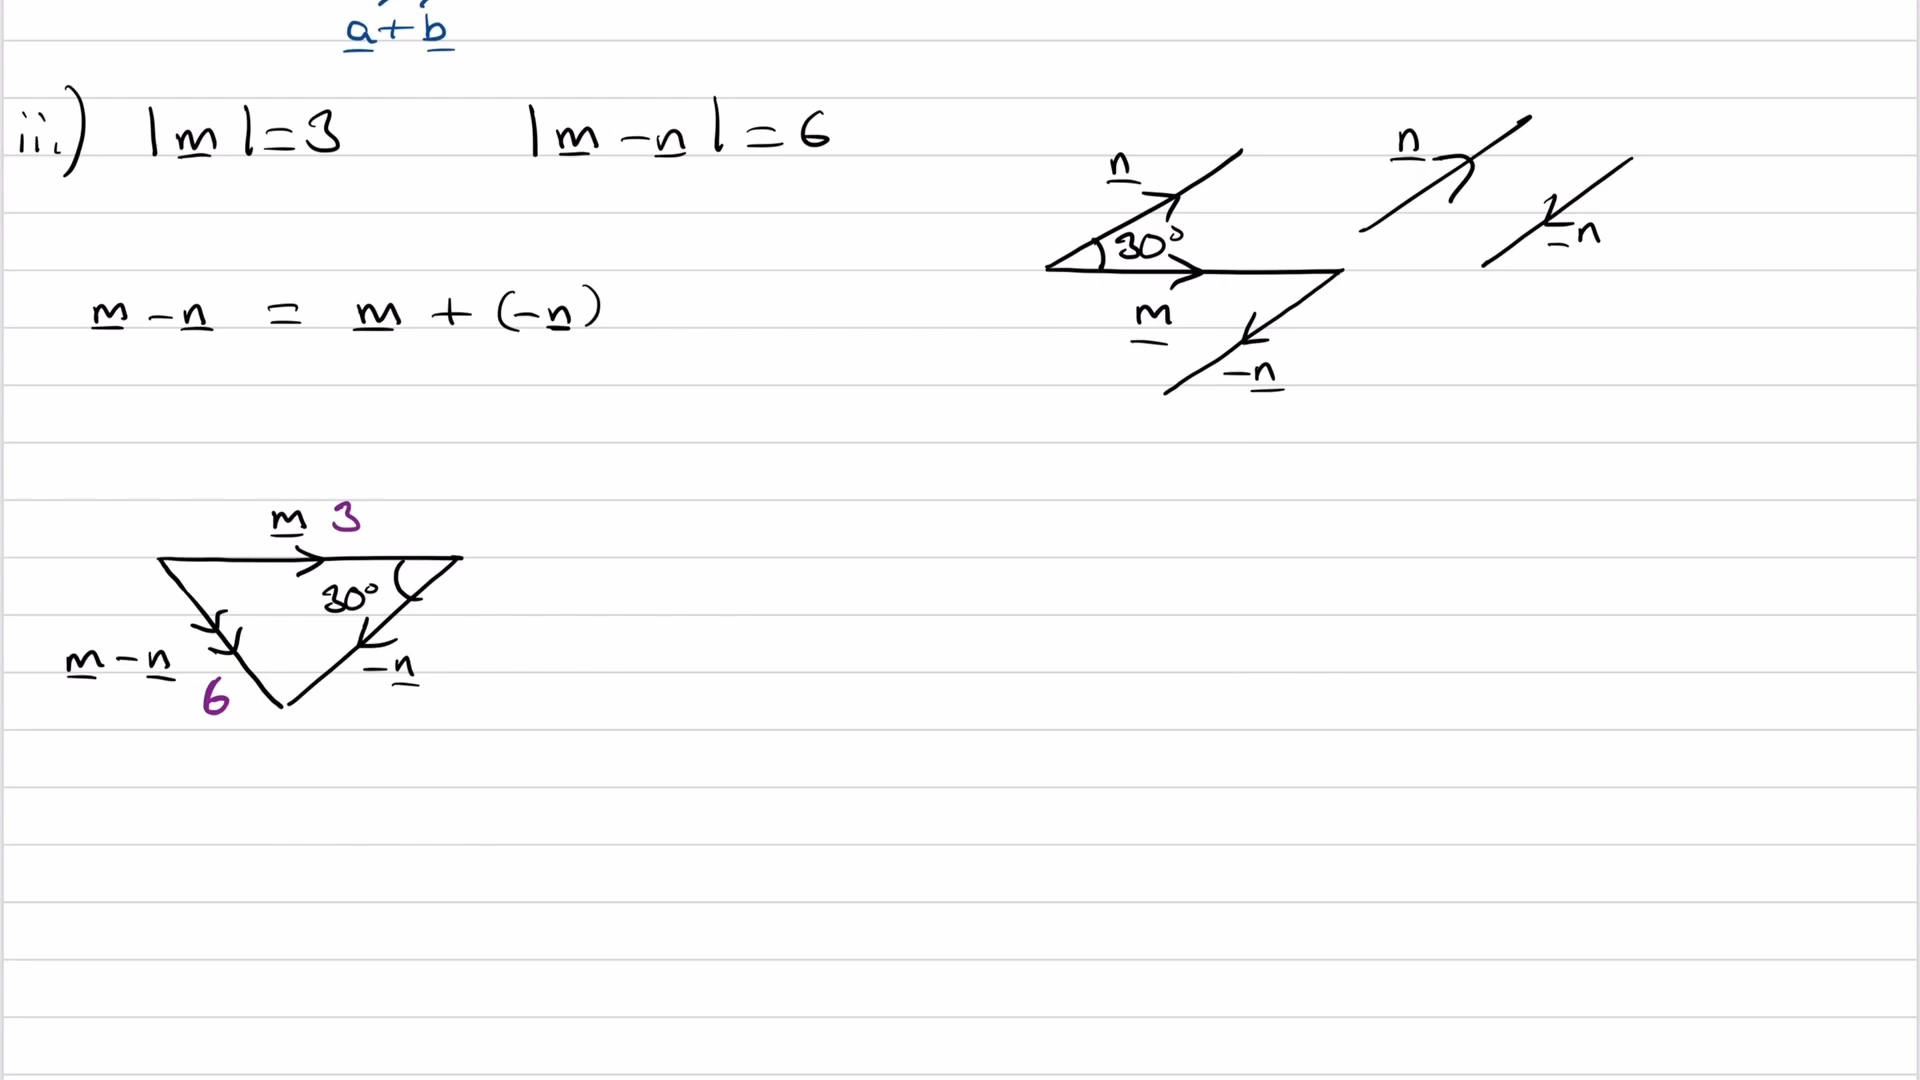 a + b
iii.) |m| = 3 |m - n| = 6
n n
-n
30°
m - n = m + (-n) m
-n
m 3
30°
m - n -n
6